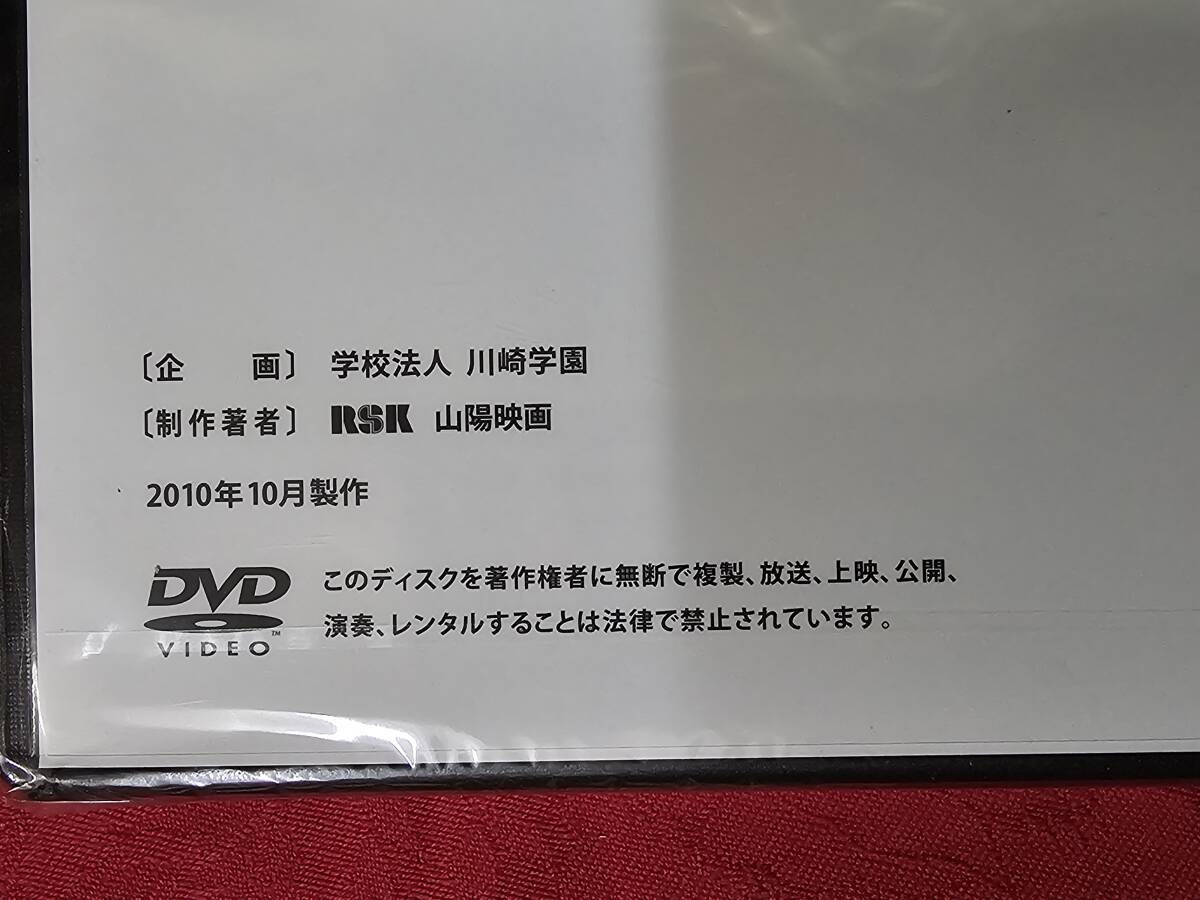 〔企 画〕 学校法人 川崎学園
〔制作著者〕 RSK 山陽映画
2010年10月製作
DVD
VIDEO
TM
このディスクを著作権者に無断で複製、放送、上映、公開、
演奏、レンタルすることは法律で禁止されています。